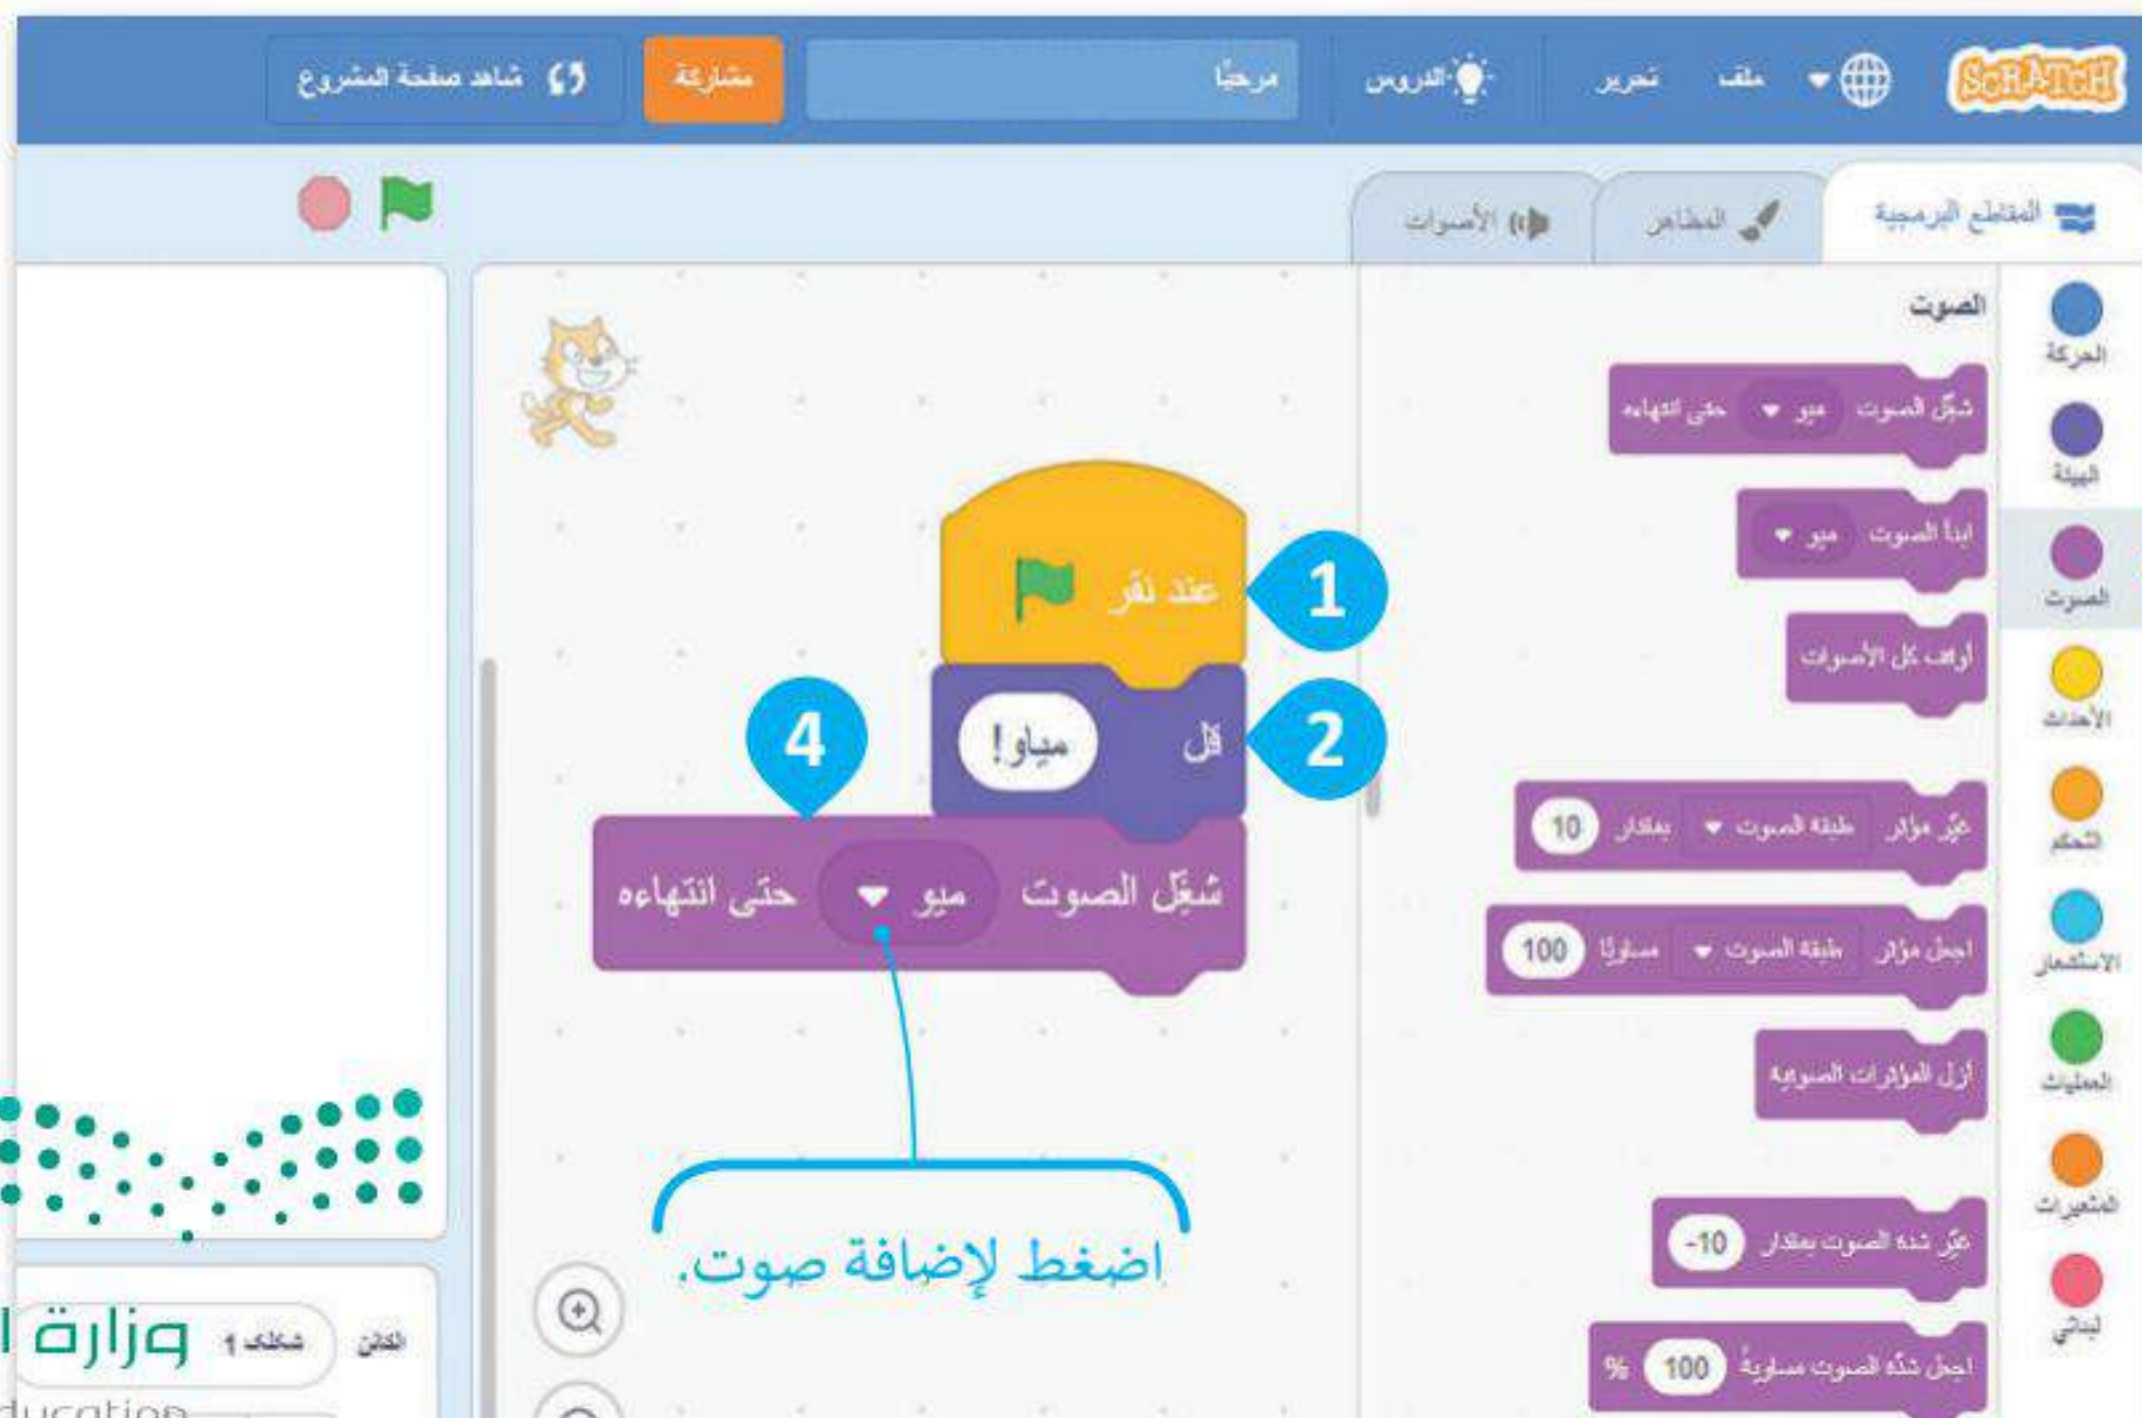 SCRATCH
ملف
تحرير
الدروس
مرحبًا
مشاركة
شاهد صفحة المشروع
المقاطع البرمجية
المظاهر
الأصوات
الحركة
الهيئة
الصوت
الأحداث
التحكم
الاستشعار
العمليات
المتغيرات
لبناتي
الصوت
شغّل الصوت ميو حتى انتهاءه
ابدأ الصوت ميو
أوقف كل الأصوات
غيّر مؤثر طبقة الصوت بمقدار 10
اجعل مؤثر طبقة الصوت مساويًا 100
أزل المؤثرات الصوتية
غيّر شدة الصوت بمقدار -10
اجعل شدّة الصوت مساويةً 100 %
عند نقر
1
قل مياو!
2
4
شغّل الصوت ميو حتى انتهاءه
اضغط لإضافة صوت.
الكائن
شكلك 1
وزارة